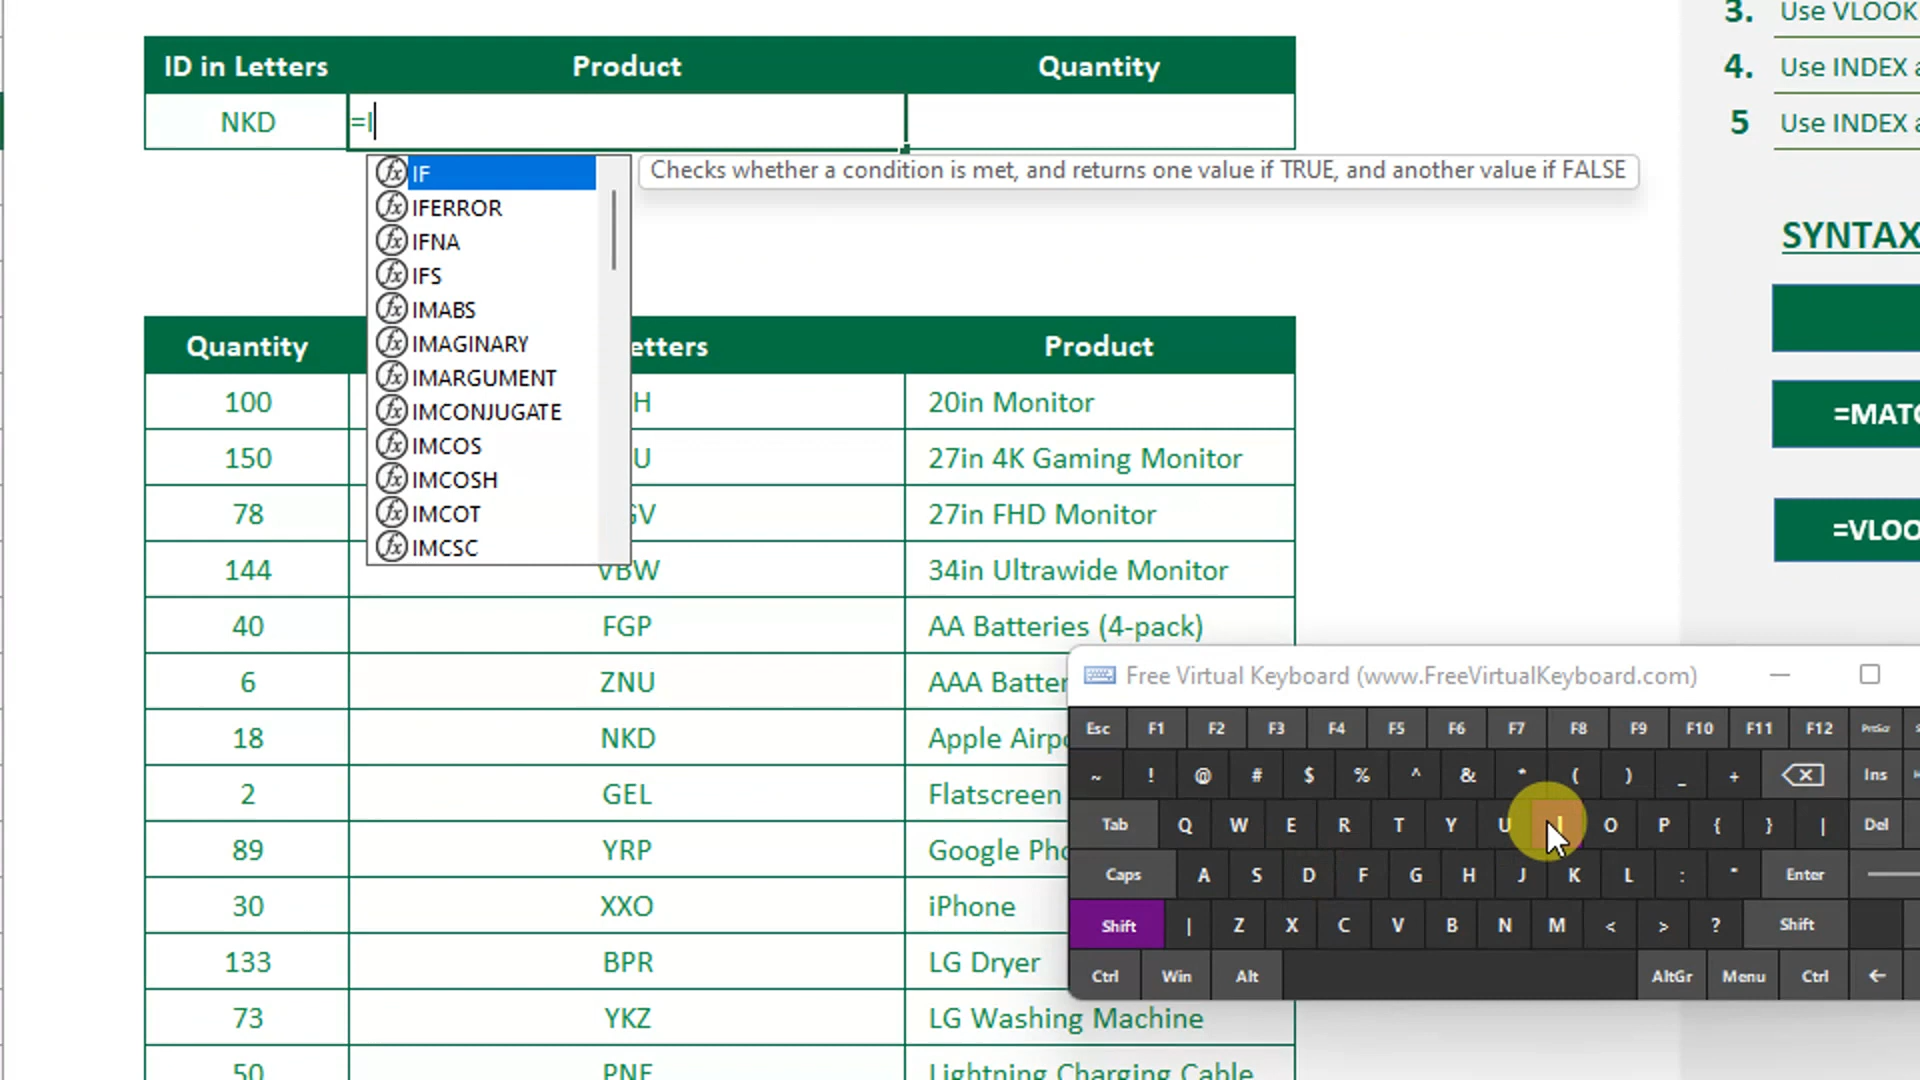 3. Use VLOOK
ID in Letters Product Quantity
4. Use INDEX a
NKD =I
5 Use INDEX a
IF
Checks whether a condition is met, and returns one value if TRUE, and another value if FALSE
IFERROR
IFNA
IFS
IMABS
IMAGINARY
IMARGUMENT
IMCONJUGATE
IMCOS
IMCOSH
IMCOT
IMCSC
SYNTAX
=MATC
=VLOO
Quantity etters Product
100 H 20in Monitor
150 U 27in 4K Gaming Monitor
78 GV 27in FHD Monitor
144 VBW 34in Ultrawide Monitor
40 FGP AA Batteries (4-pack)
6 ZNU AAA Batter
18 NKD Apple Airpo
2 GEL Flatscreen
89 YRP Google Pho
30 XXO iPhone
133 BPR LG Dryer
73 YKZ LG Washing Machine
50 PNE Lightning Charging Cable
Free Virtual Keyboard (www.FreeVirtualKeyboard.com)
Esc F1 F2 F3 F4 F5 F6 F7 F8 F9 F10 F11 F12 PrtScr
~ ! @ # $ % ^ & * ( ) _ + Ins
Tab Q W E R T Y U I O P { } | Del
Caps A S D F G H J K L : " Enter
Shift | Z X C V B N M < > ? Shift
Ctrl Win Alt AltGr Menu Ctrl ←